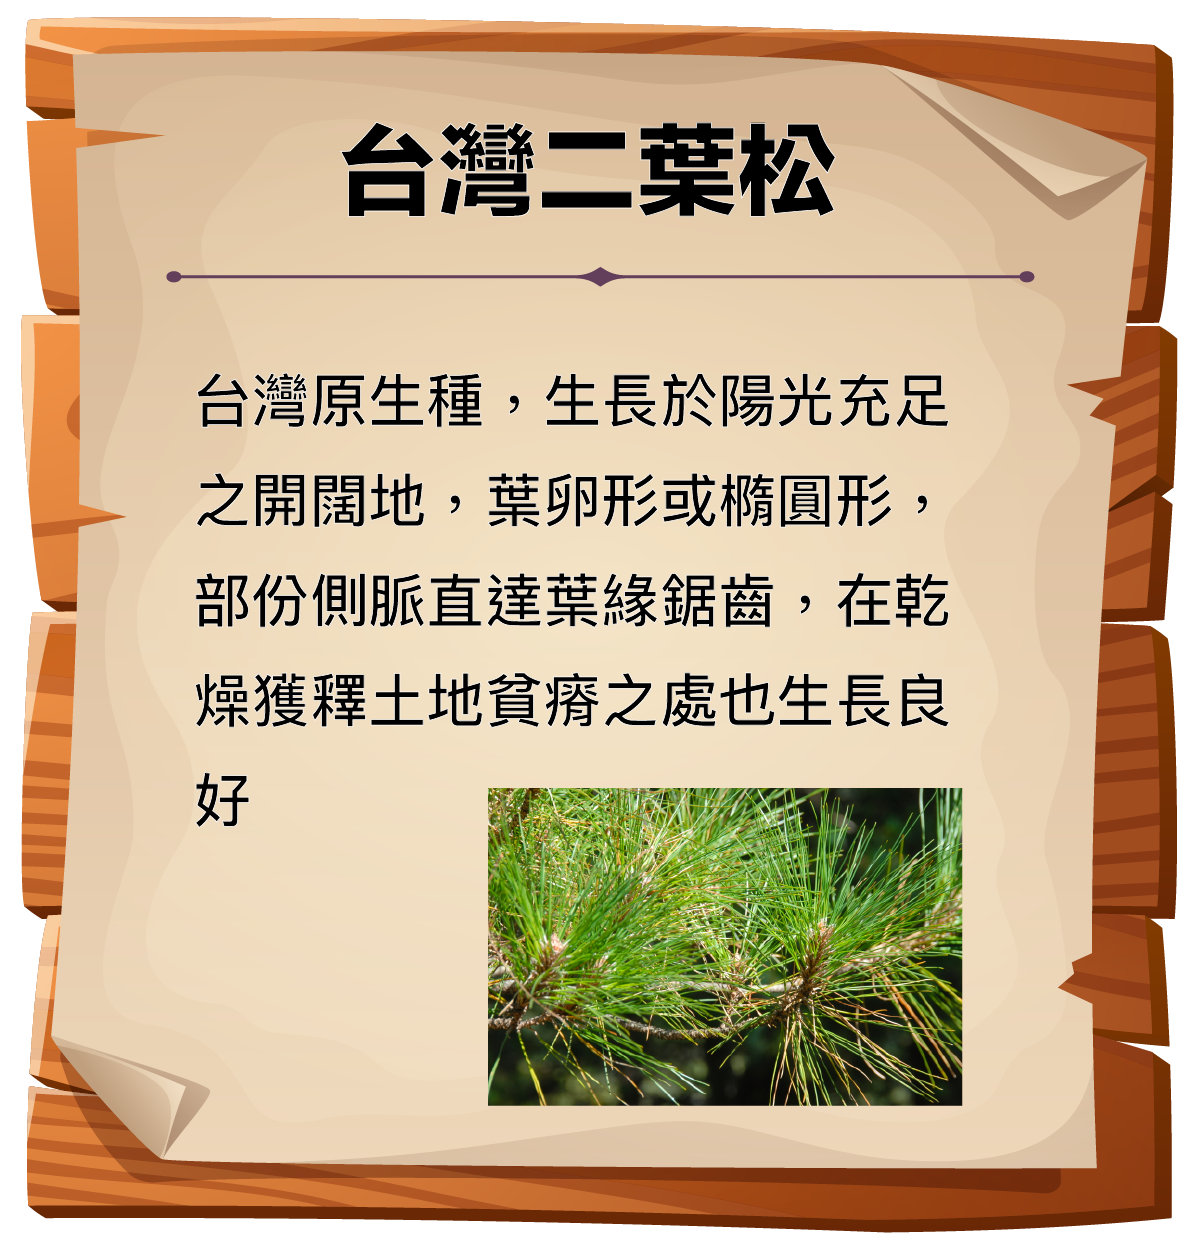 台灣二葉松
台灣原生種，生長於陽光充足
之開闊地，葉卵形或橢圓形，
部份側脈直達葉緣鋸齒，在乾
燥獲釋土地貧瘠之處也生長良
好